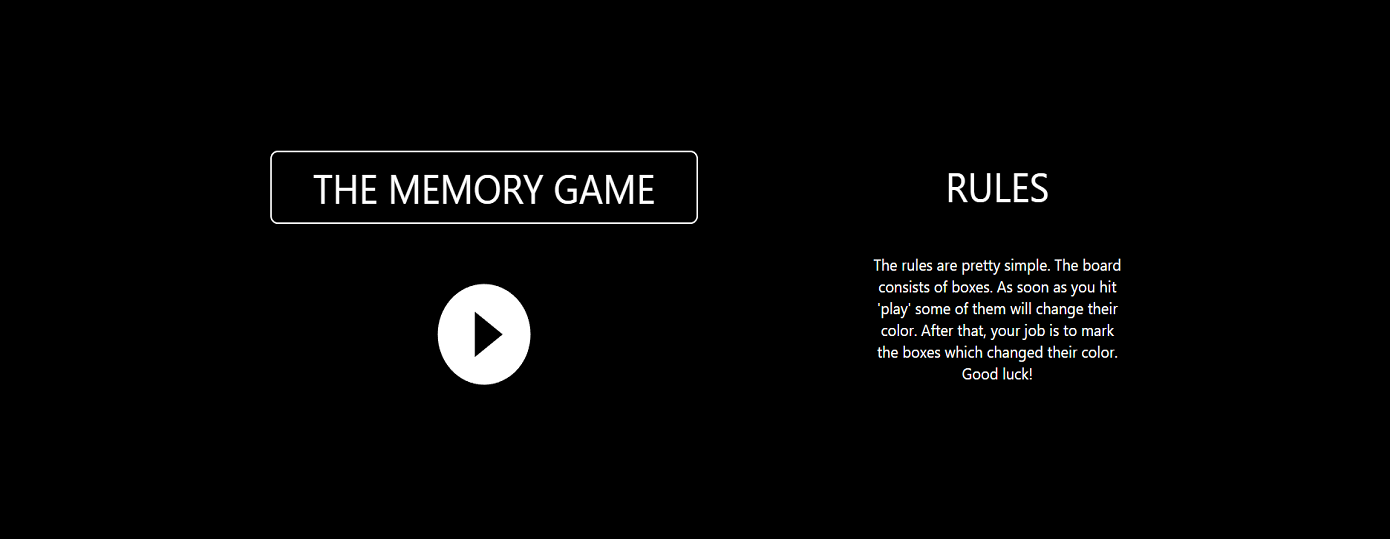 THE MEMORY GAME
RULES
The rules are pretty simple. The board
consists of boxes. As soon as you hit
'play' some of them will change their
color. After that, your job is to mark
the boxes which changed their color.
Good luck!